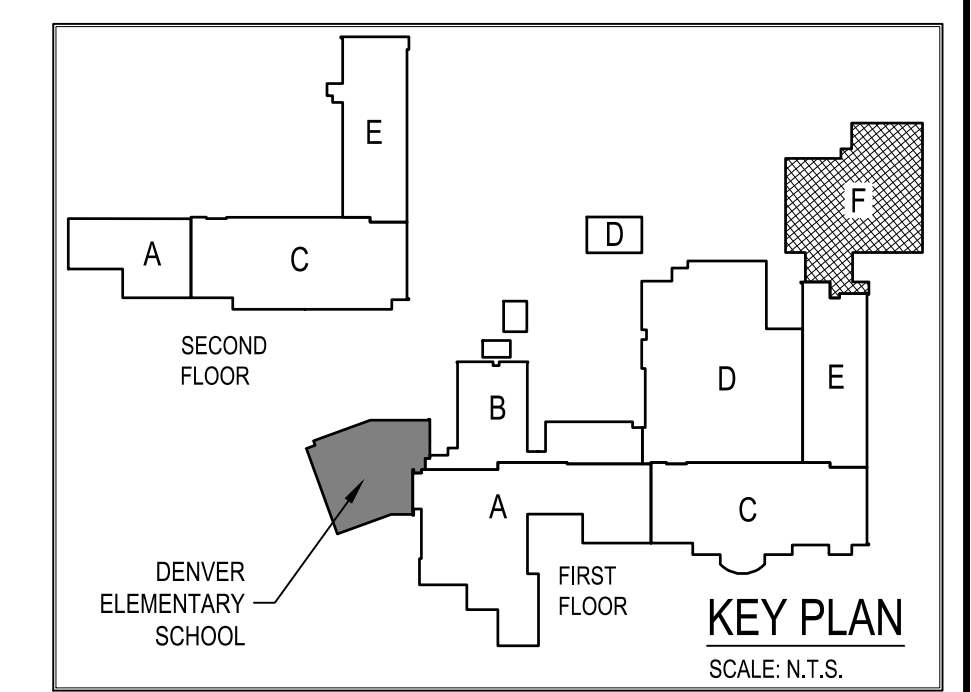 E
A
C
SECOND
FLOOR
F
D
D
E
B
A
C
DENVER
ELEMENTARY
SCHOOL
FIRST
FLOOR
KEY PLAN
SCALE: N.T.S.